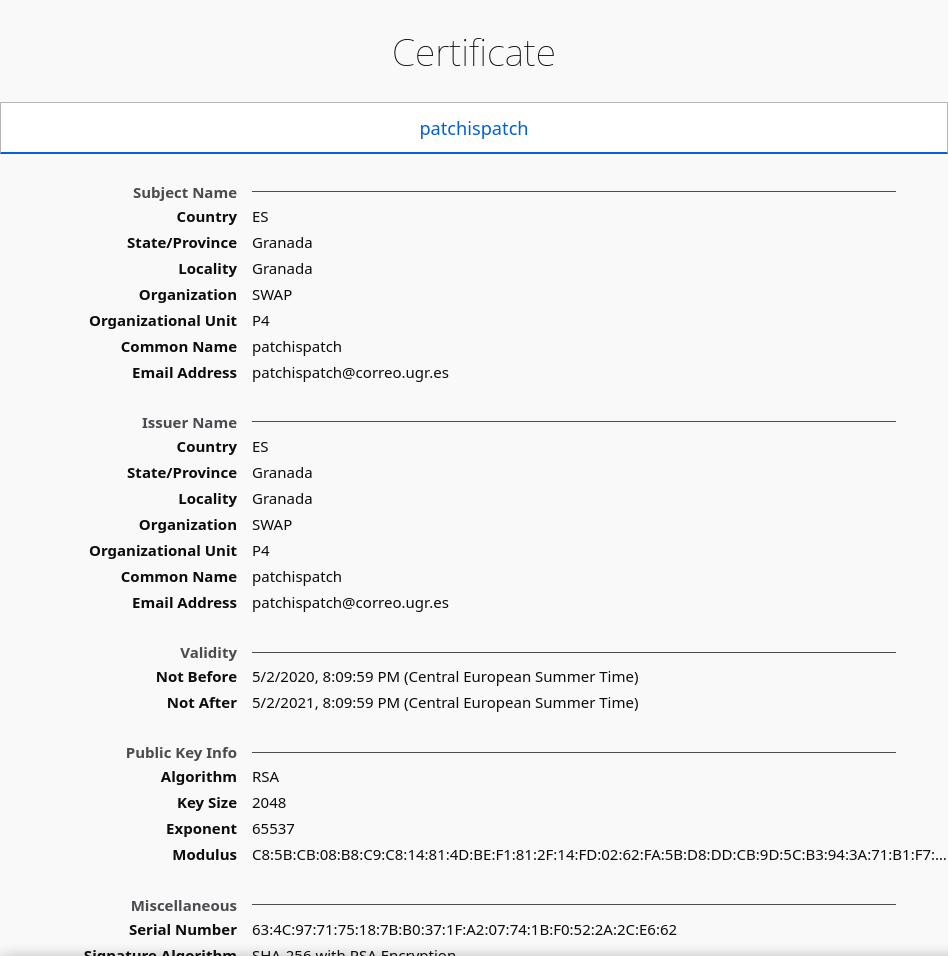 Certificate
patchispatch
Subject Name
Country ES
State/Province Granada
Locality Granada
Organization SWAP
Organizational Unit P4
Common Name patchispatch
Email Address patchispatch@correo.ugr.es
Issuer Name
Country ES
State/Province Granada
Locality Granada
Organization SWAP
Organizational Unit P4
Common Name patchispatch
Email Address patchispatch@correo.ugr.es
Validity
Not Before 5/2/2020, 8:09:59 PM (Central European Summer Time)
Not After 5/2/2021, 8:09:59 PM (Central European Summer Time)
Public Key Info
Algorithm RSA
Key Size 2048
Exponent 65537
Modulus C8:5B:CB:08:B8:C9:C8:14:81:4D:BE:F1:81:2F:14:FD:02:62:FA:5B:D8:DD:CB:9D:5C:B3:94:3A:71:B1:F7:…
Miscellaneous
Serial Number 63:4C:97:71:75:18:7B:B0:37:1F:A2:07:74:1B:F0:52:2A:2C:E6:62
Signature Algorithm SHA-256 with RSA Encryption